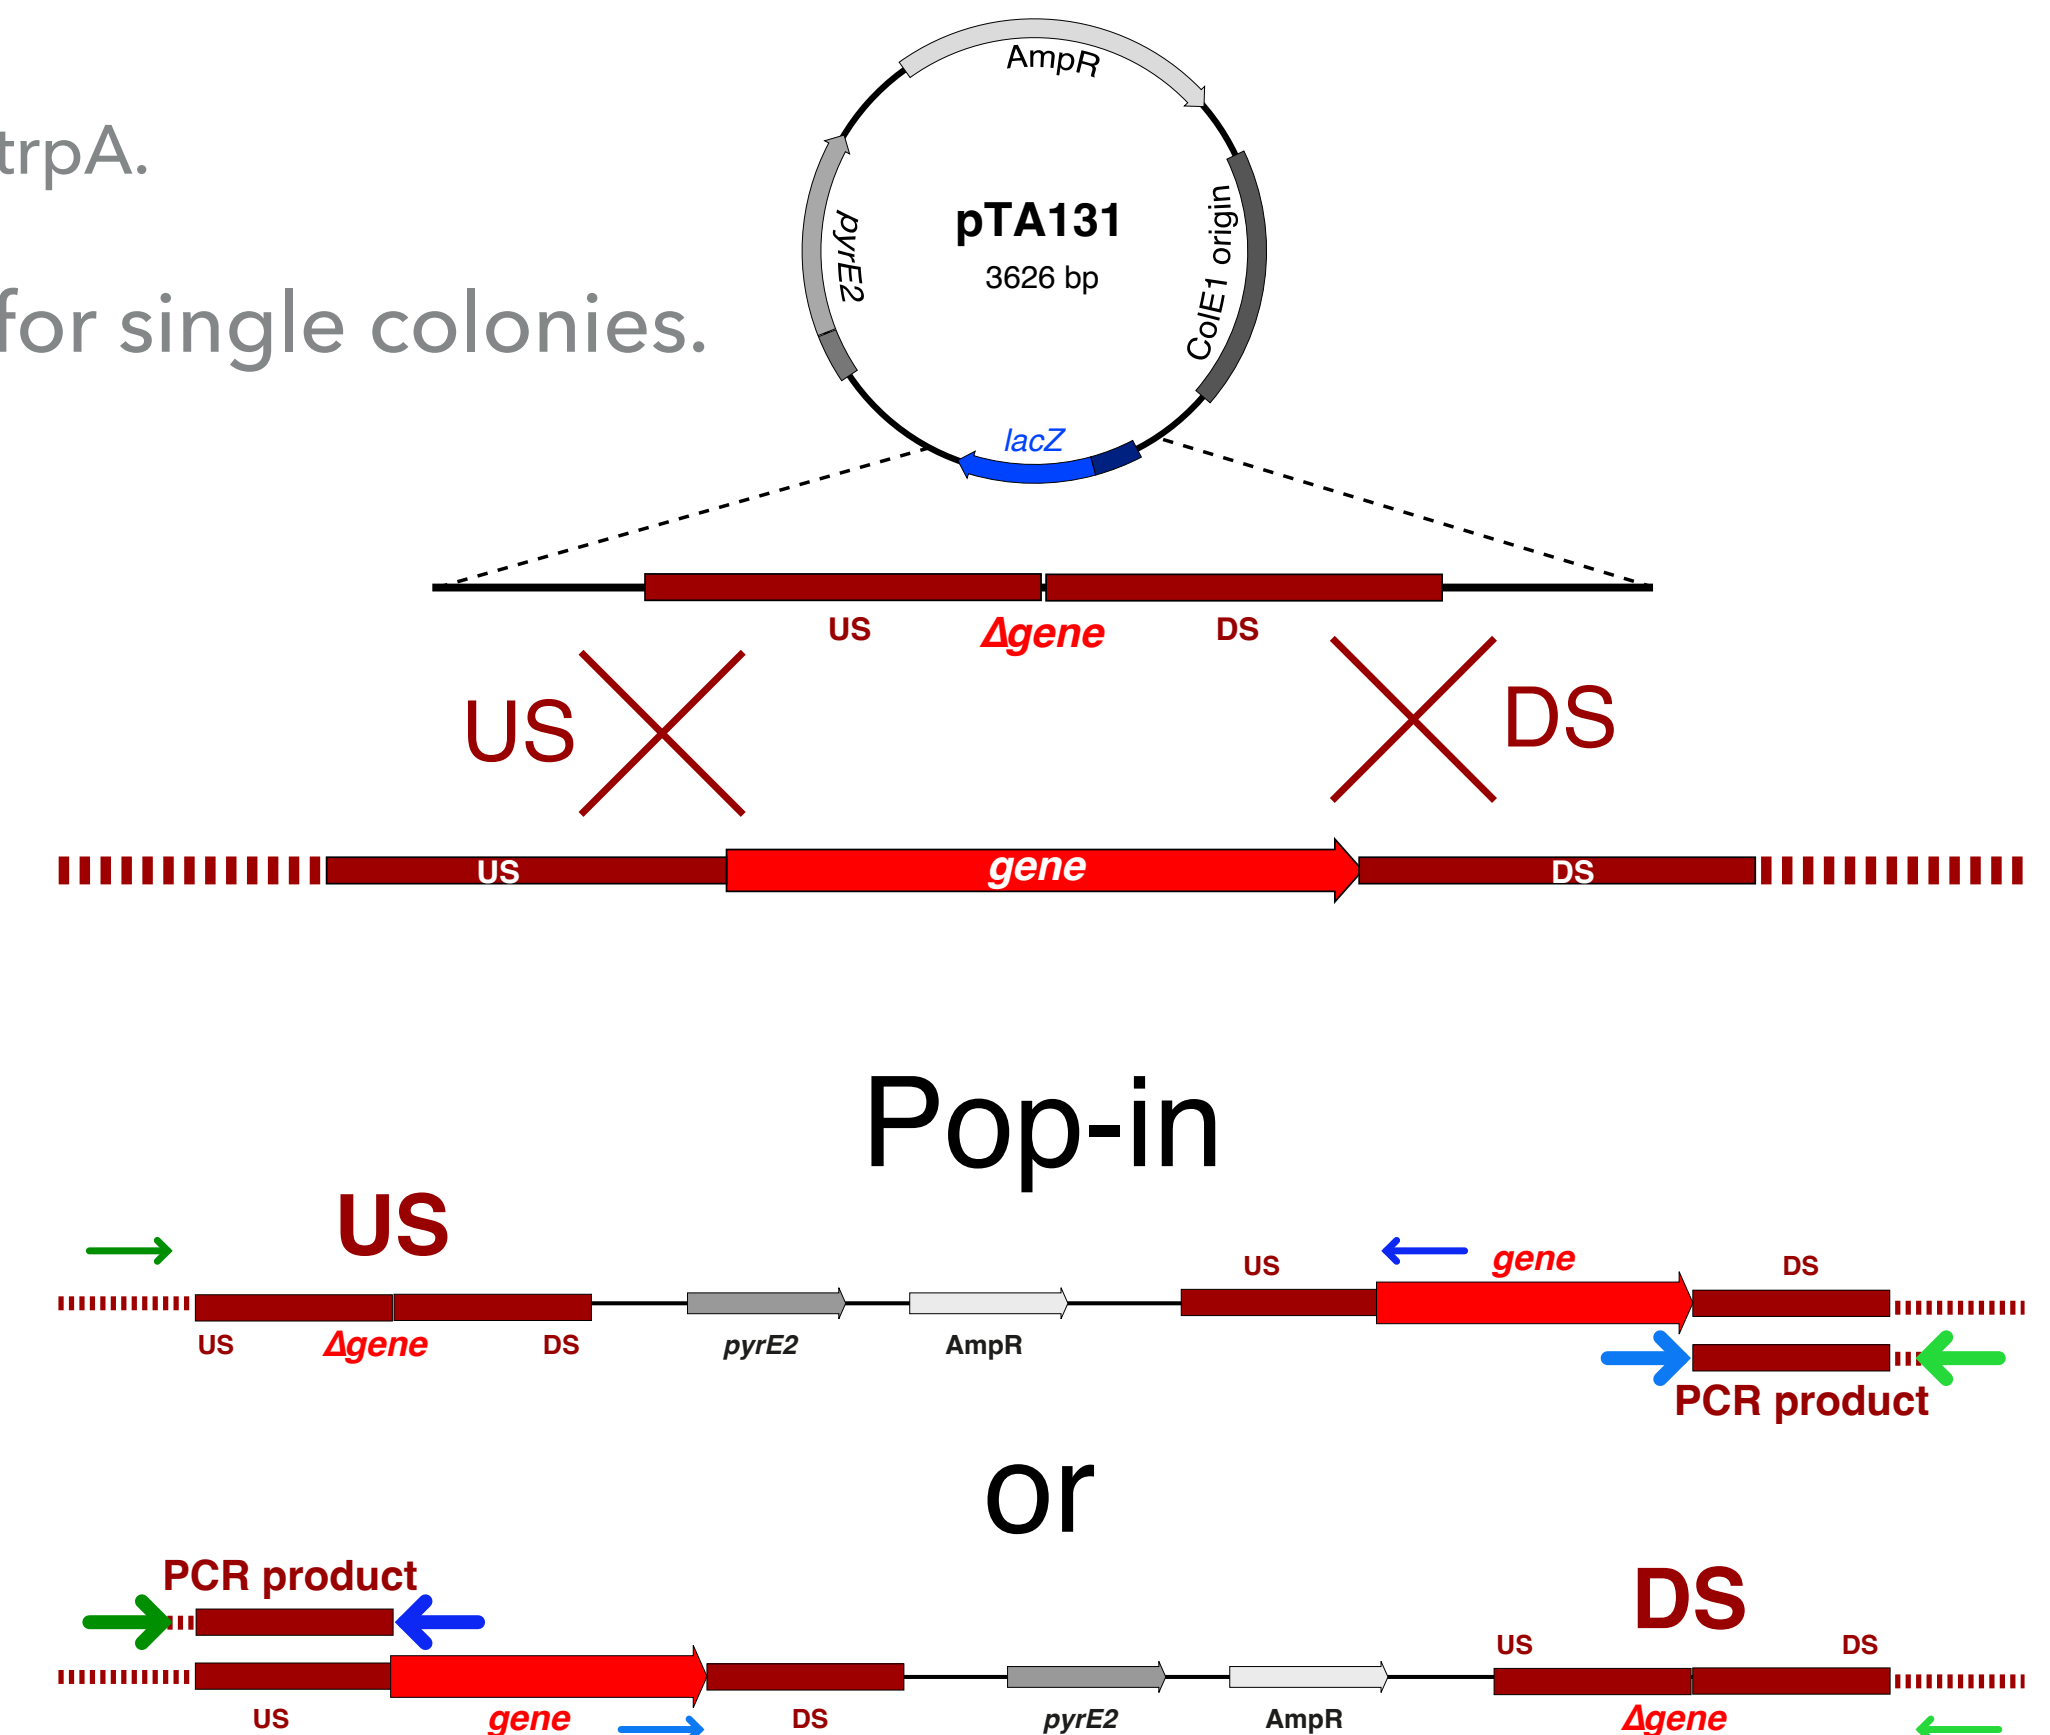 AmpR
trpA.
pTA131
3626 bp
pyrE2
ColE1 origin
for single colonies.
lacZ
US Δgene DS
US DS
US gene DS
Pop-in
US
US gene DS
US Δgene DS pyrE2 AmpR
PCR product
or
PCR product
DS
US DS
US gene DS pyrE2 AmpR Δgene